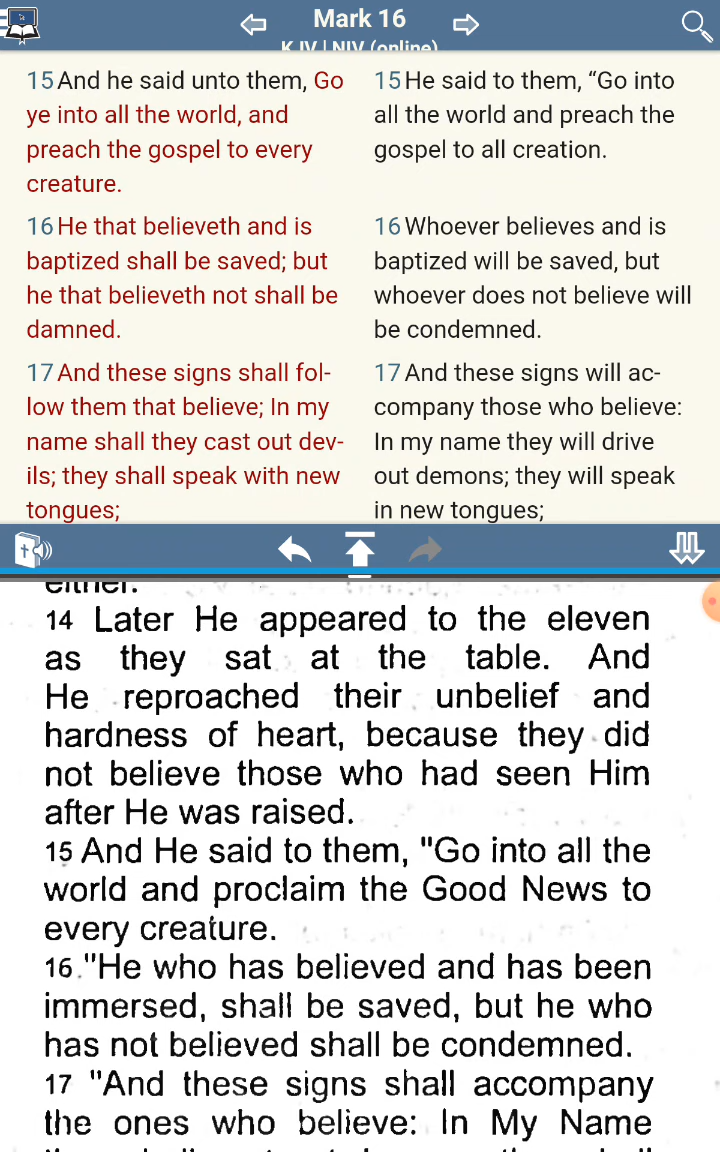 Mark 16
KJV | NIV (online)
15 And he said unto them, Go
ye into all the world, and
preach the gospel to every
creature.
16 He that believeth and is
baptized shall be saved; but
he that believeth not shall be
damned.
17 And these signs shall fol-
low them that believe; In my
name shall they cast out dev-
ils; they shall speak with new
tongues;
15 He said to them, “Go into
all the world and preach the
gospel to all creation.
16 Whoever believes and is
baptized will be saved, but
whoever does not believe will
be condemned.
17 And these signs will ac-
company those who believe:
In my name they will drive
out demons; they will speak
in new tongues;
either.
14 Later He appeared to the eleven
as they sat at the table. And
He reproached their unbelief and
hardness of heart, because they did
not believe those who had seen Him
after He was raised.
15 And He said to them, "Go into all the
world and proclaim the Good News to
every creature.
16 "He who has believed and has been
immersed, shall be saved, but he who
has not believed shall be condemned.
17 "And these signs shall accompany
the ones who believe: In My Name